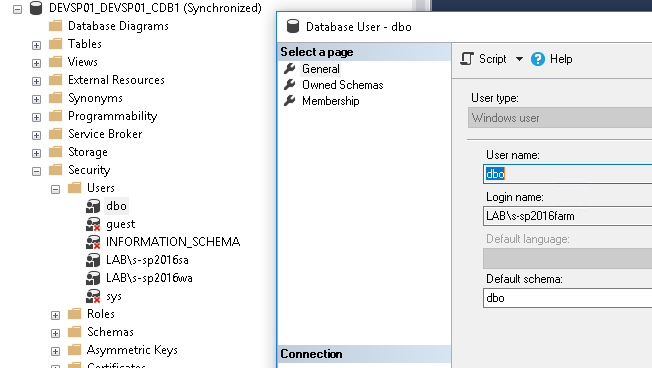 DEVSP01_DEVSP01_CDB1 (Synchronized)
Database Diagrams
Tables
Views
External Resources
Synonyms
Programmability
Service Broker
Storage
Security
Users
dbo
guest
INFORMATION_SCHEMA
LAB\s-sp2016sa
LAB\s-sp2016wa
sys
Roles
Schemas
Asymmetric Keys
Certificates
Database User - dbo
Select a page
General
Owned Schemas
Membership
Connection
Script
Help
User type:
Windows user
User name:
dbo
Login name:
LAB\s-sp2016farm
Default language:
Default schema:
dbo